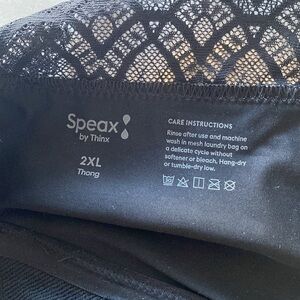 Speax
by Thinx
2XL
Thong
CARE INSTRUCTIONS
Rinse after use and machine
wash in mesh laundry bag on
a delicate cycle without
softener or bleach. Hang-dry
or tumble-dry low.